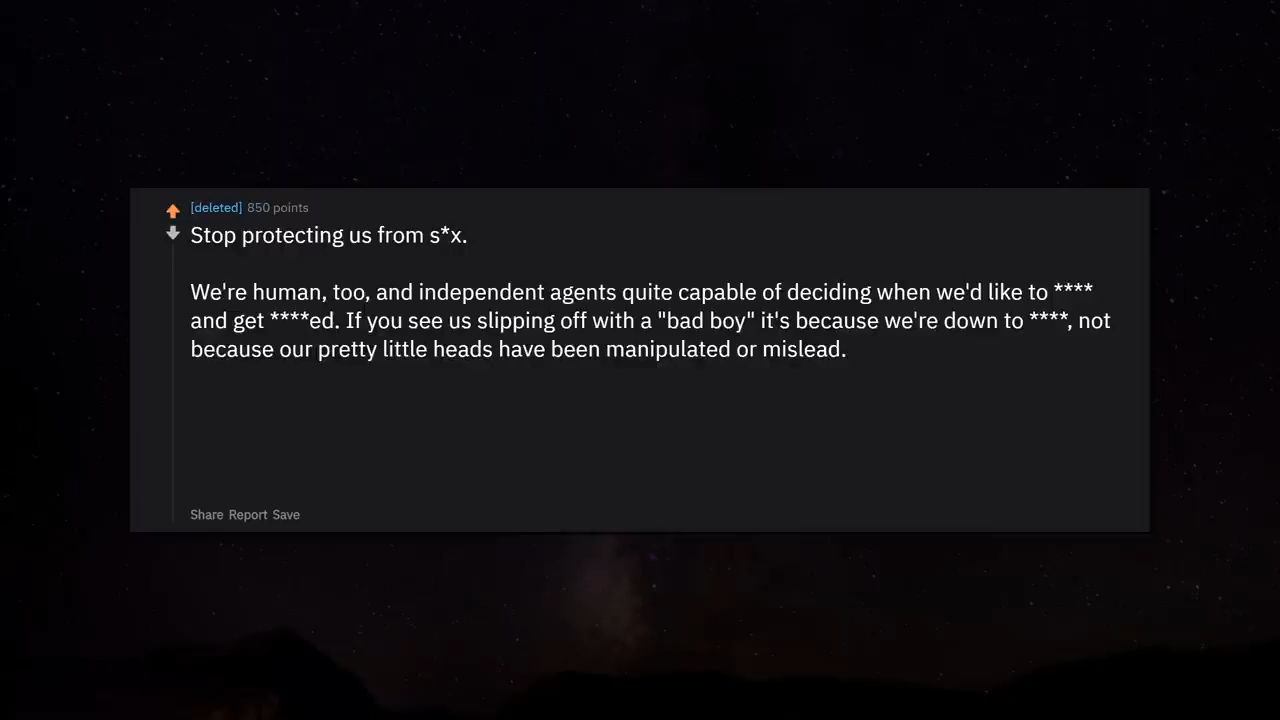 [deleted] 850 points
Stop protecting us from s*x.
We're human, too, and independent agents quite capable of deciding when we'd like to ****
and get ****ed. If you see us slipping off with a "bad boy" it's because we're down to ****, not
because our pretty little heads have been manipulated or mislead.
Share Report Save